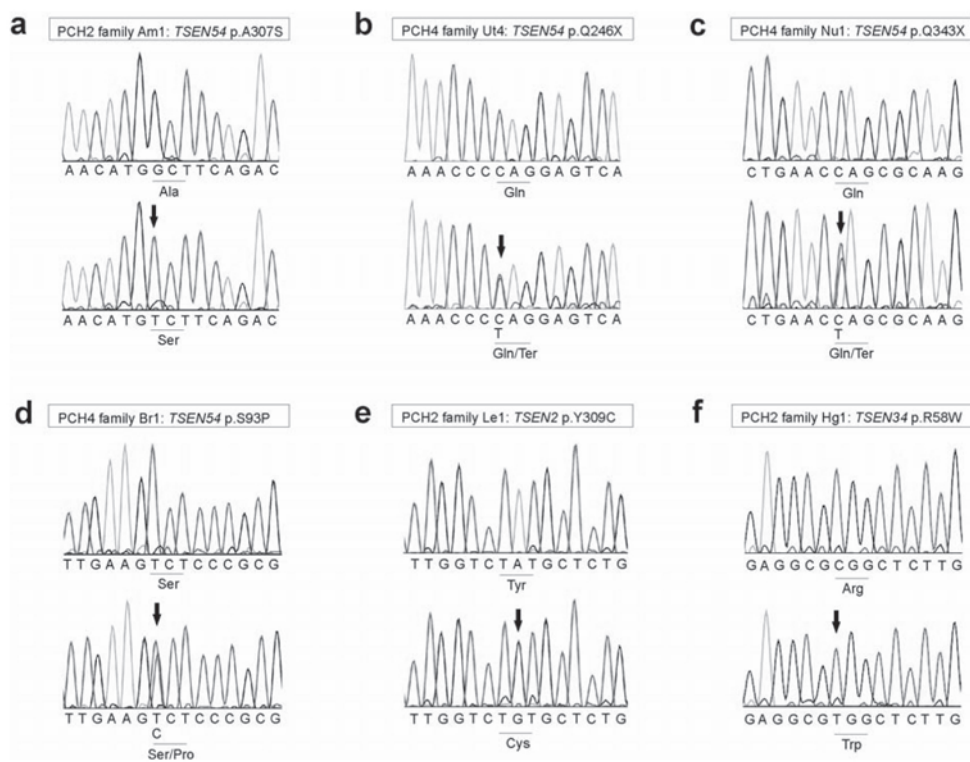 a
PCH2 family Am1: TSEN54 p.A307S
AACATGGCTTCAGAC
Ala
AACATGTCTTCAGAC
Ser
b
PCH4 family Ut4: TSEN54 p.Q246X
AAACCCCAGGAGTCA
Gln
AAACCCCAGGAGTCA
T
Gln/Ter
c
PCH4 family Nu1: TSEN54 p.Q343X
CTGAACCAGCGCAAG
Gln
CTGAACCAGCGCAAG
T
Gln/Ter
d
PCH4 family Br1: TSEN54 p.S93P
TTGAAGTCTCCCGCG
Ser
TTGAAGTCTCCCGCG
C
Ser/Pro
e
PCH2 family Le1: TSEN2 p.Y309C
TTGGTCTATGCTCTG
Tyr
TTGGTCTGTGCTCTG
Cys
f
PCH2 family Hg1: TSEN34 p.R58W
GAGGCGCGGCTCTTG
Arg
GAGGCGTGGCTCTTG
Trp